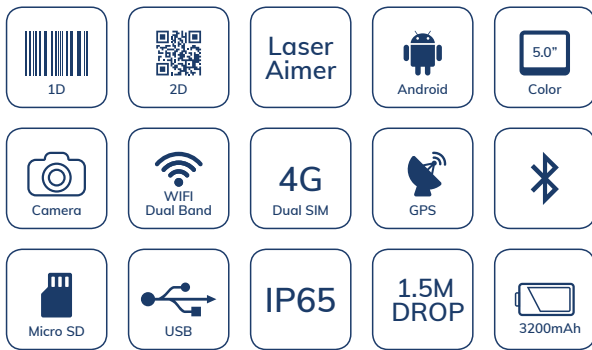 1D
2D
Laser
Aimer
Android
5.0”
Color
Camera
WIFI
Dual Band
4G
Dual SIM
GPS
Micro SD
USB
IP65
1.5M
DROP
3200mAh